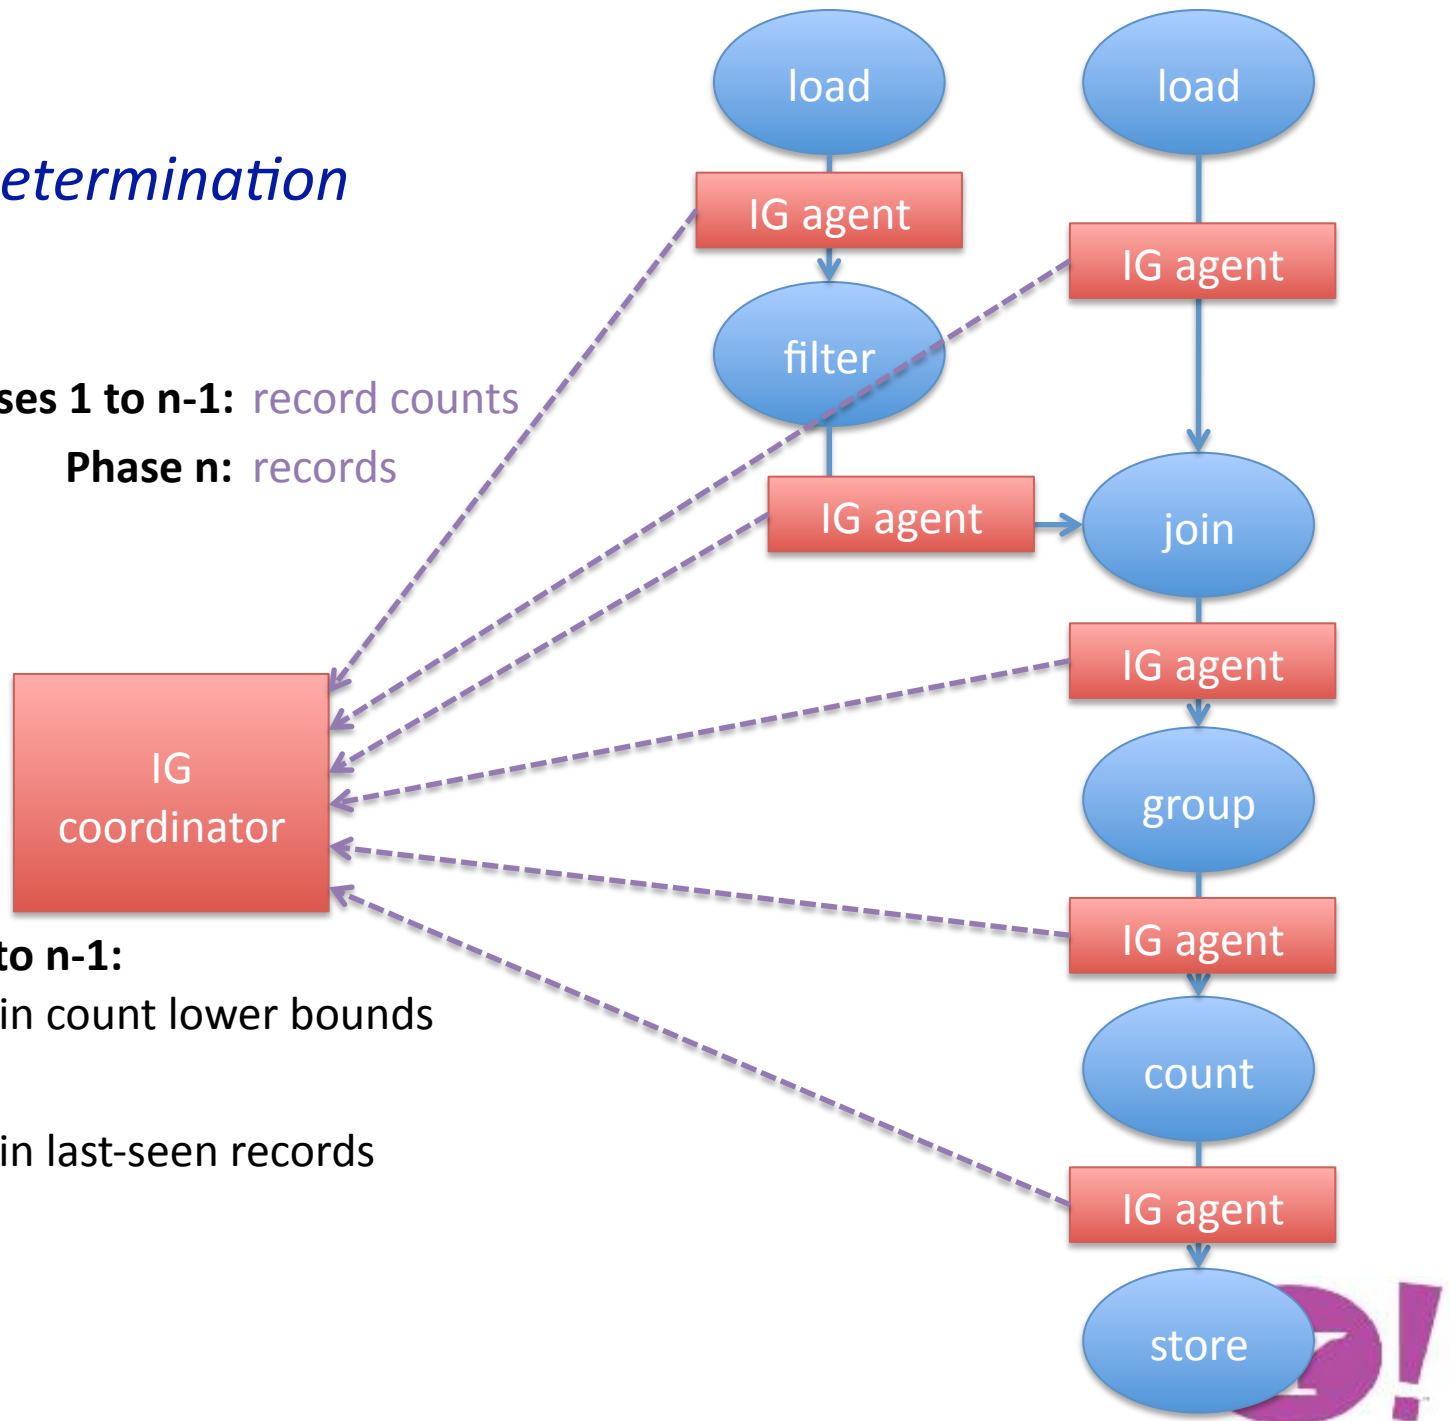 load
load
etermination
IG agent
IG agent
filter
ses 1 to n-1: record counts
Phase n: records
IG agent
join
IG agent
IG
coordinator
group
IG agent
to n-1:
in count lower bounds
count
in last-seen records
IG agent
store
Y!